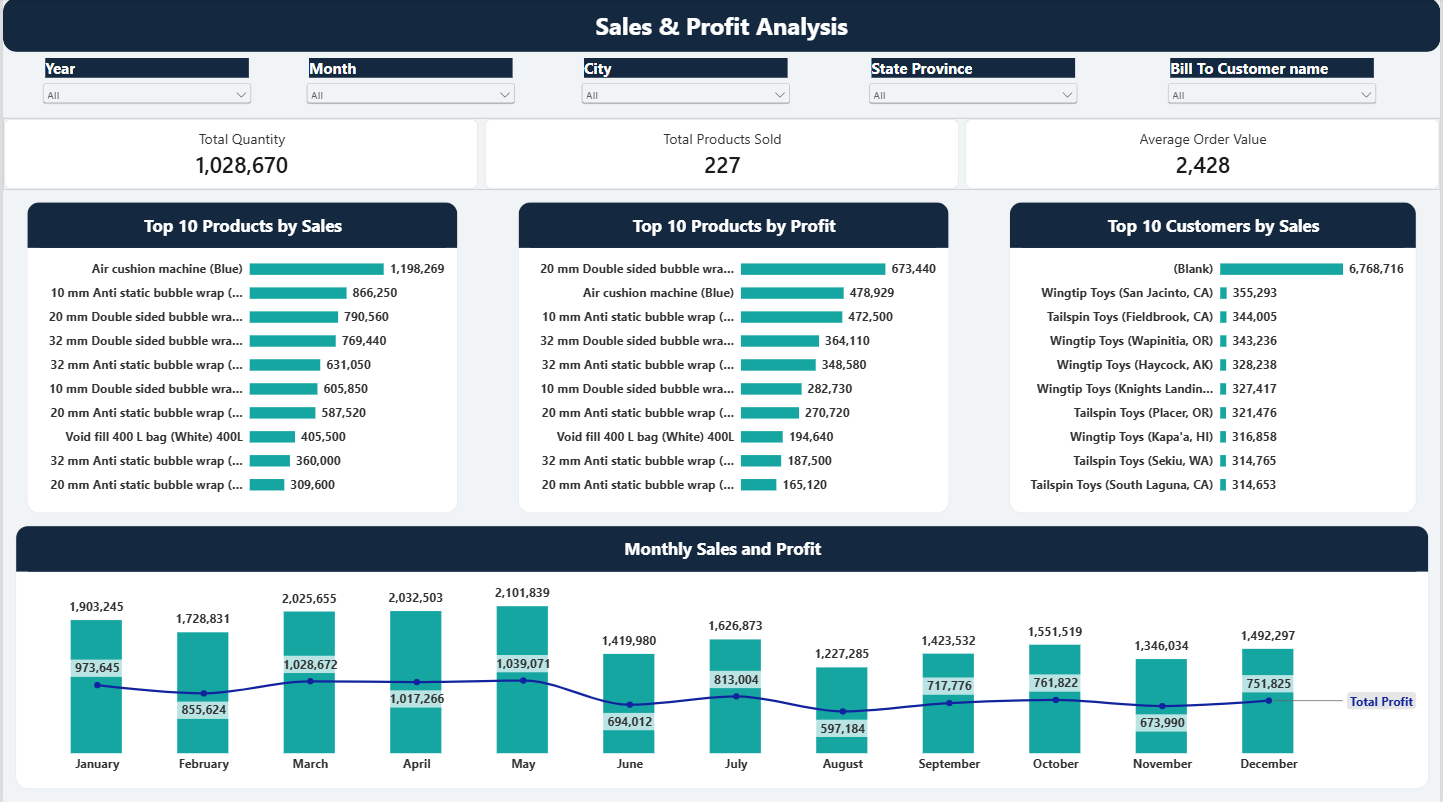 Sales & Profit Analysis
Year Month City State Province Bill To Customer name
All All All All All
Total Quantity Total Products Sold Average Order Value
1,028,670 227 2,428
Top 10 Products by Sales
Air cushion machine (Blue) 1,198,269
10 mm Anti static bubble wrap (... 866,250
20 mm Double sided bubble wra... 790,560
32 mm Double sided bubble wra... 769,440
32 mm Anti static bubble wrap (... 631,050
10 mm Double sided bubble wra... 605,850
20 mm Anti static bubble wrap (... 587,520
Void fill 400 L bag (White) 400L 405,500
32 mm Anti static bubble wrap (... 360,000
20 mm Anti static bubble wrap (... 309,600
Top 10 Products by Profit
20 mm Double sided bubble wra... 673,440
Air cushion machine (Blue) 478,929
10 mm Anti static bubble wrap (... 472,500
32 mm Double sided bubble wra... 364,110
32 mm Anti static bubble wrap (... 348,580
10 mm Double sided bubble wra... 282,730
20 mm Anti static bubble wrap (... 270,720
Void fill 400 L bag (White) 400L 194,640
32 mm Anti static bubble wrap (... 187,500
20 mm Anti static bubble wrap (... 165,120
Top 10 Customers by Sales
(Blank) 6,768,716
Wingtip Toys (San Jacinto, CA) 355,293
Tailspin Toys (Fieldbrook, CA) 344,005
Wingtip Toys (Wapinitia, OR) 343,236
Wingtip Toys (Haycock, AK) 328,238
Wingtip Toys (Knights Landin... 327,417
Tailspin Toys (Placer, OR) 321,476
Wingtip Toys (Kapa'a, HI) 316,858
Tailspin Toys (Sekiu, WA) 314,765
Tailspin Toys (South Laguna, CA) 314,653
Monthly Sales and Profit
1,903,245 1,728,831 2,025,655 2,032,503 2,101,839 1,419,980 1,626,873 1,227,285 1,423,532 1,551,519 1,346,034 1,492,297
973,645 855,624 1,028,672 1,017,266 1,039,071 694,012 813,004 597,184 717,776 761,822 673,990 751,825
Total Profit
January February March April May June July August September October November December